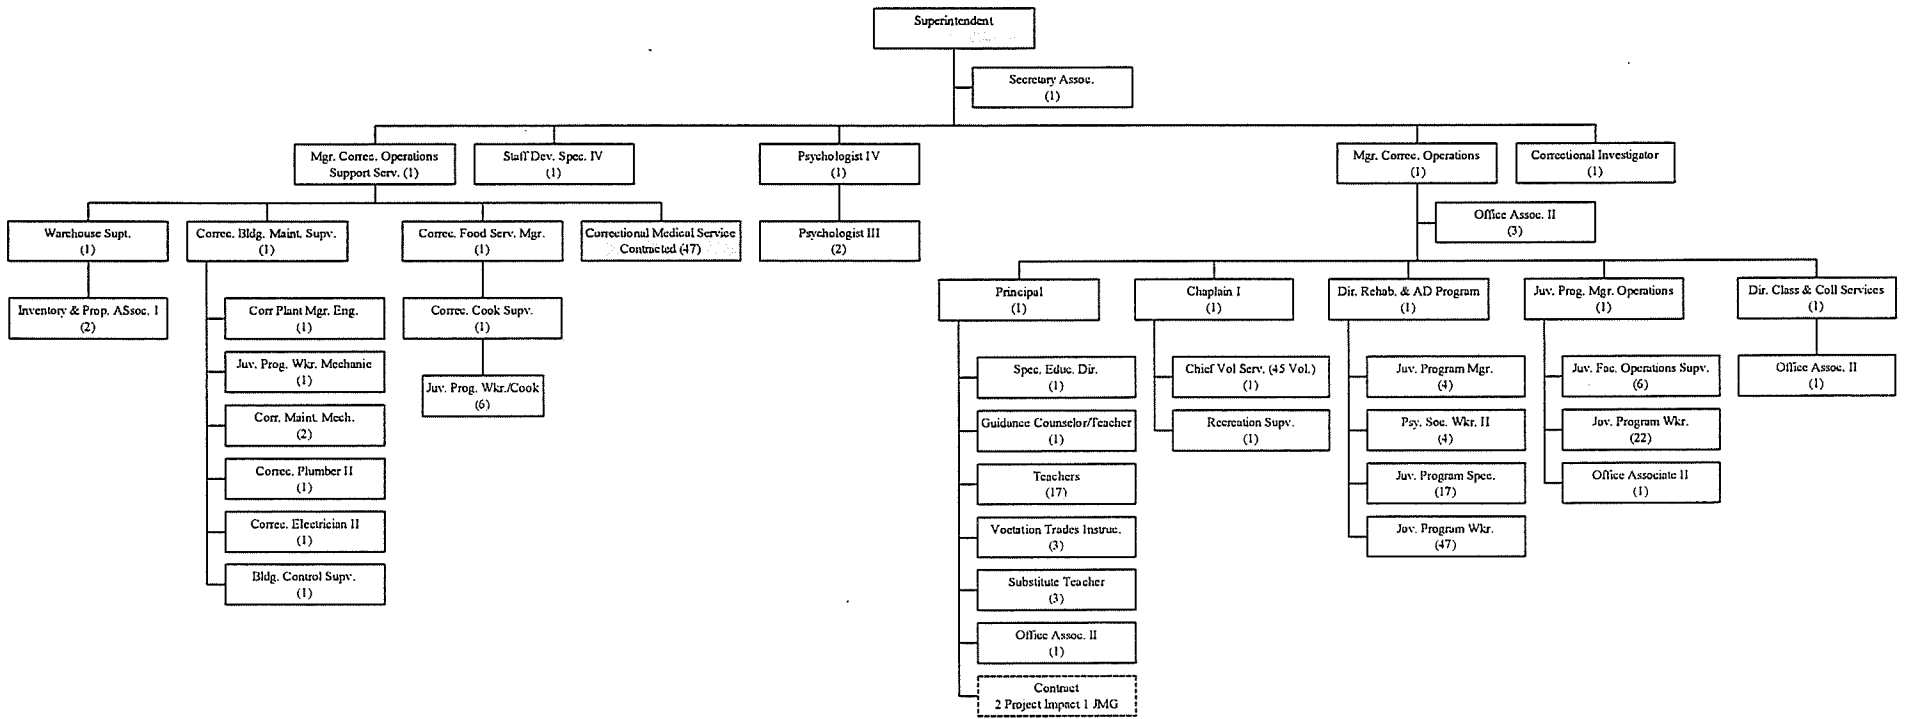 Superintendent
Secretary Assoc.
(1)
Mgr. Correc. Operations
Support Serv. (1)
Staff Dev. Spec. IV
(1)
Psychologist IV
(1)
Mgr. Correc. Operations
(1)
Correctional Investigator
(1)
Office Assoc. II
(3)
Warehouse Supt.
(1)
Correc. Bldg. Maint. Supv.
(1)
Correc. Food Serv. Mgr.
(1)
Correctional Medical Service
Contracted (47)
Psychologist III
(2)
Inventory & Prop. ASsoc. I
(2)
Corr Plant Mgr. Eng.
(1)
Juv. Prog. Wkr. Mechanic
(1)
Corr. Maint. Mech.
(2)
Correc. Plumber II
(1)
Correc. Electrician II
(1)
Bldg. Control Supv.
(1)
Correc. Cook Supv.
(1)
Juv. Prog. Wkr./Cook
(6)
Principal
(1)
Chaplain I
(1)
Dir. Rehab. & AD Program
(1)
Juv. Prog. Mgr. Operations
(1)
Dir. Class & Coll Services
(1)
Spec. Educ. Dir.
(1)
Guidance Counselor/Teacher
(1)
Teachers
(17)
Voctation Trades Instruc.
(3)
Substitute Teacher
(3)
Office Assoc. II
(1)
Contract
2 Project Impact 1 JMG
Chief Vol Serv. (45 Vol.)
(1)
Recreation Supv.
(1)
Juv. Program Mgr.
(4)
Psy. Soc. Wkr. II
(4)
Juv. Program Spec.
(17)
Juv. Program Wkr.
(47)
Juv. Fac. Operations Supv.
(6)
Juv. Program Wkr.
(22)
Office Associate II
(1)
Office Assoc. II
(1)